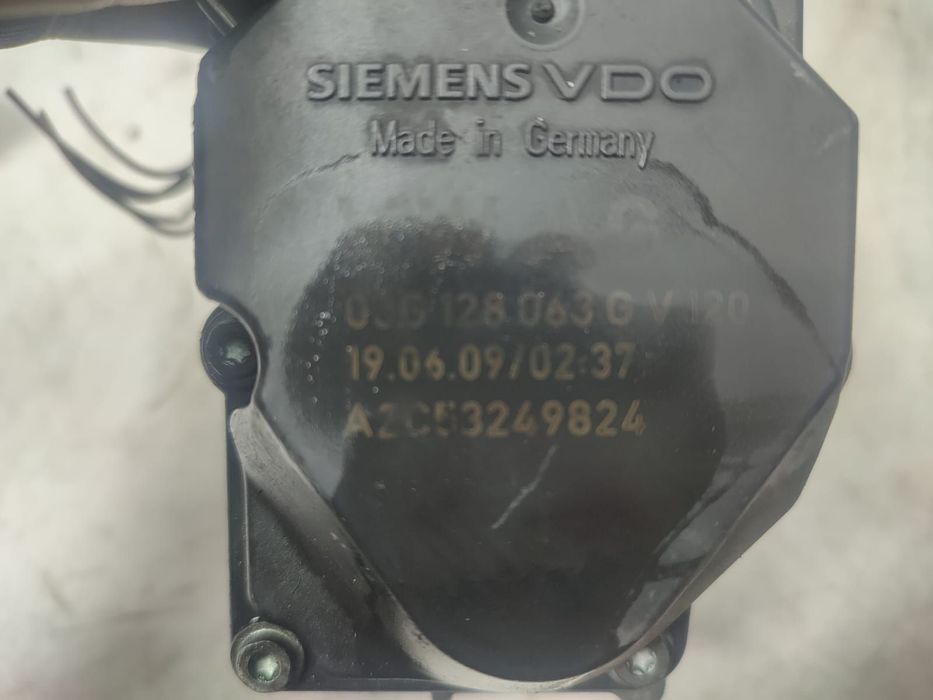 SIEMENS VDO
Made in Germany
128 063 G V 120
19.06.09/02:37
A2C53249824